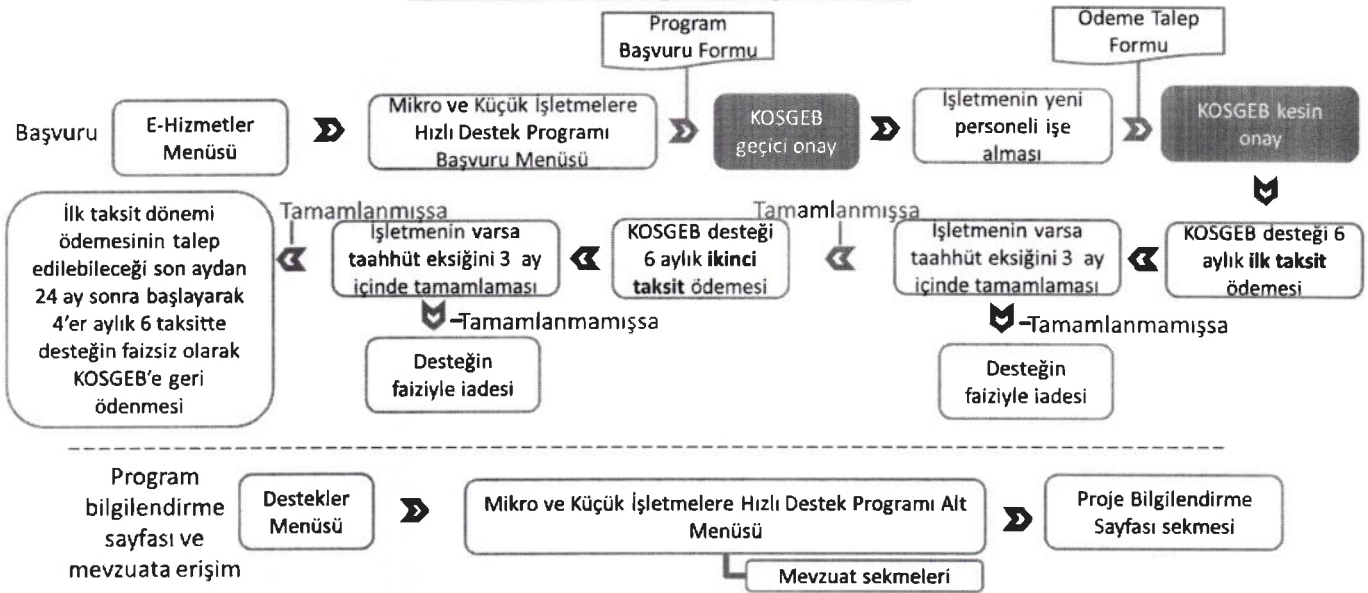 Program
Başvuru Formu
Ödeme Talep
Formu
Başvuru
E-Hizmetler
Menüsü
Mikro ve Küçük İşletmelere
Hızlı Destek Programı
Başvuru Menüsü
KOSGEB
geçici onay
İşletmenin yeni
personeli işe
alması
KOSGEB kesin
onay
KOSGEB desteği 6
aylık ilk taksit
ödemesi
İşletmenin varsa
taahhüt eksiğini 3 ay
içinde tamamlaması
Tamamlanmışsa
–Tamamlanmamışsa
Desteğin
faiziyle iadesi
KOSGEB desteği
6 aylık ikinci
taksit ödemesi
İşletmenin varsa
taahhüt eksiğini 3 ay
içinde tamamlaması
Tamamlanmışsa
–Tamamlanmamışsa
Desteğin
faiziyle iadesi
İlk taksit dönemi
ödemesinin talep
edilebileceği son aydan
24 ay sonra başlayarak
4’er aylık 6 taksitte
desteğin faizsiz olarak
KOSGEB’e geri
ödenmesi
Program
bilgilendirme
sayfası ve
mevzuata erişim
Destekler
Menüsü
Mikro ve Küçük İşletmelere Hızlı Destek Programı Alt
Menüsü
Mevzuat sekmeleri
Proje Bilgilendirme
Sayfası sekmesi